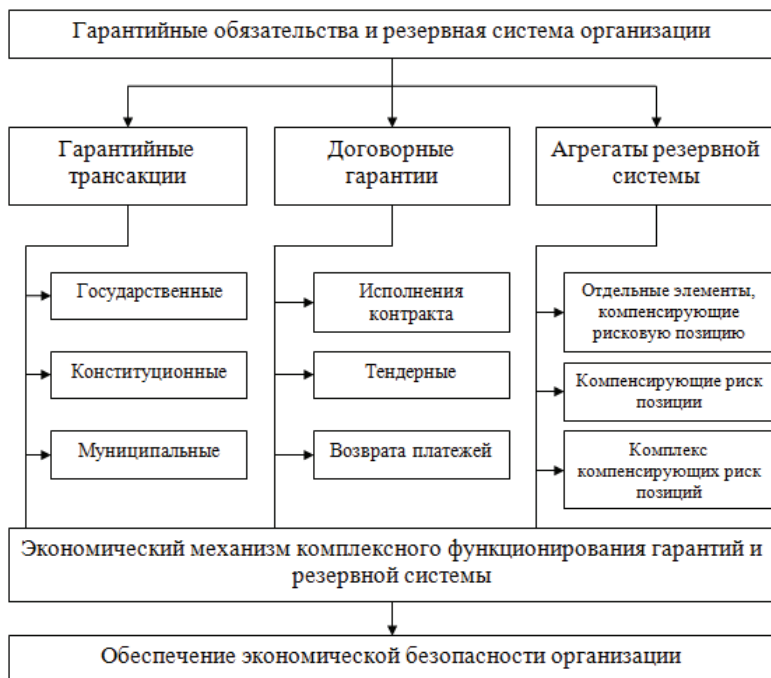 Гарантийные обязательства и резервная система организации
Гарантийные
трансакции
Договорные
гарантии
Агрегаты резервной
системы
Государственные
Конституционные
Муниципальные
Исполнения
контракта
Тендерные
Возврата платежей
Отдельные элементы,
компенсирующие
рисковую позицию
Компенсирующие риск
позиции
Комплекс
компенсирующих риск
позиций
Экономический механизм комплексного функционирования гарантий и
резервной системы
Обеспечение экономической безопасности организации